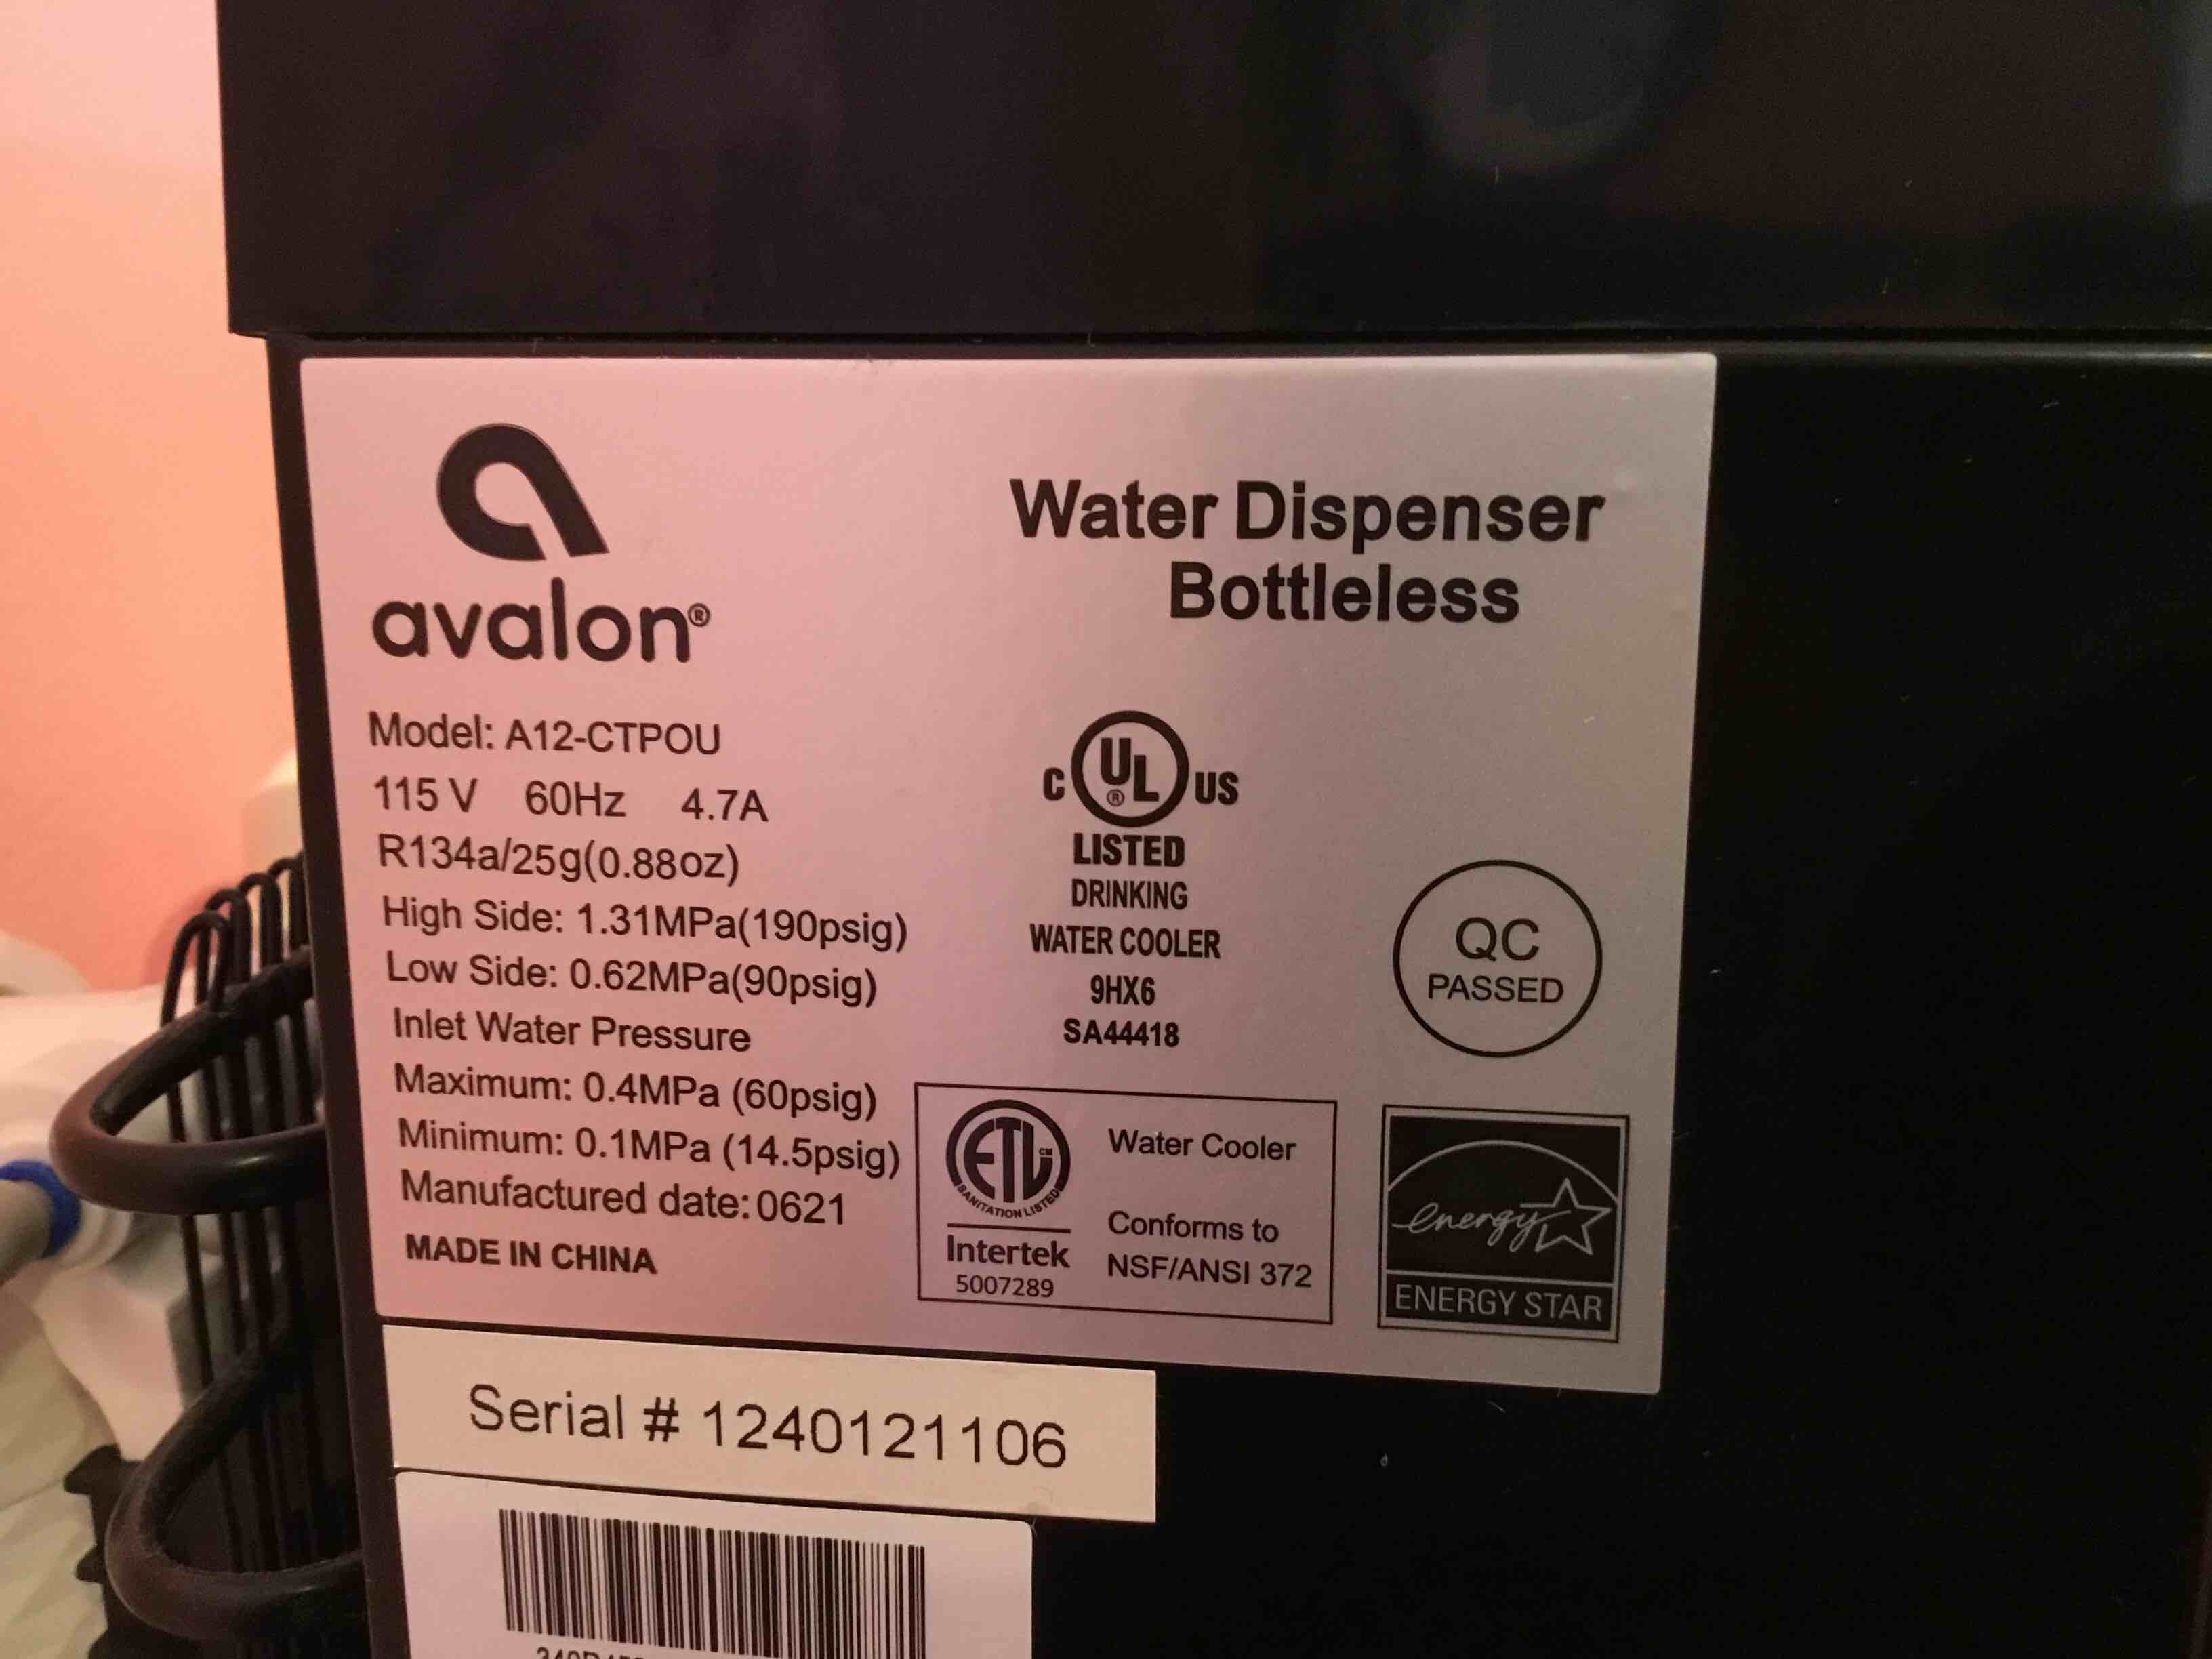 avalon®
Water Dispenser
Bottleless
Model: A12-CTPOU
115 V 60Hz 4.7A
R134a/25g(0.88oz)
High Side: 1.31MPa(190psig)
Low Side: 0.62MPa(90psig)
Inlet Water Pressure
Maximum: 0.4MPa (60psig)
Minimum: 0.1MPa (14.5psig)
Manufactured date: 0621
MADE IN CHINA
C UL® US
LISTED
DRINKING
WATER COOLER
9HX6
SA44418
QC
PASSED
ETL CM
SANITATION LISTED
Intertek
5007289
Water Cooler
Conforms to
NSF/ANSI 372
energy
ENERGY STAR
Serial # 1240121106